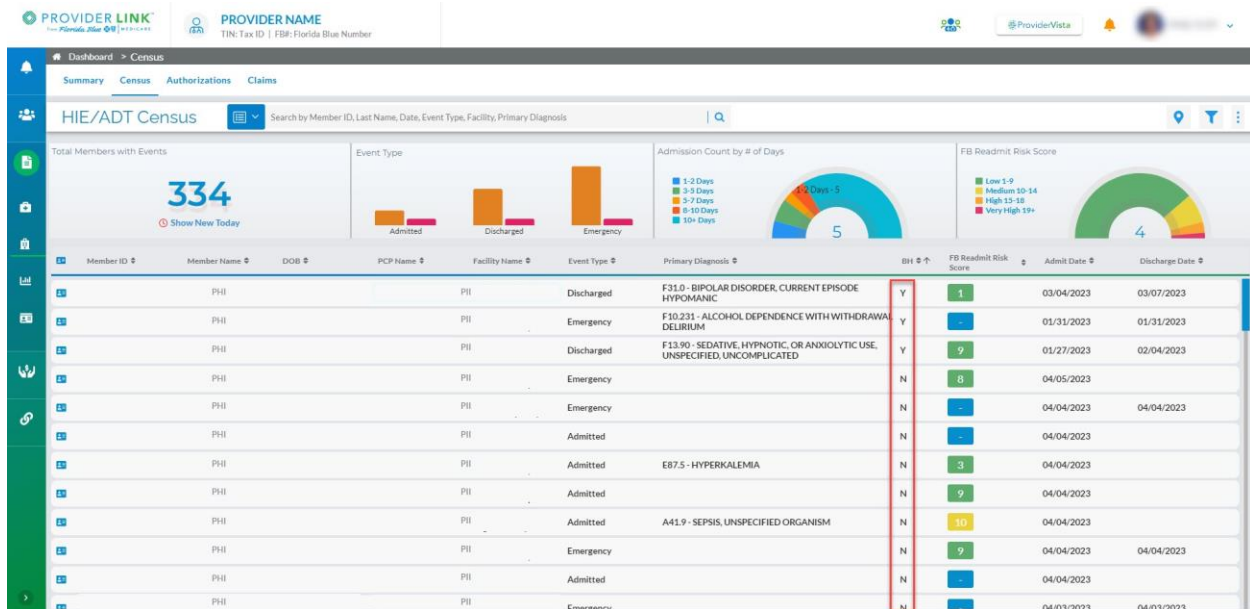 PROVIDER LINK™
from Florida Blue MEDICARE
PROVIDER NAME
TIN: Tax ID | FB#: Florida Blue Number
ProviderVista
Dashboard > Census
Summary Census Authorizations Claims
HIE/ADT Census
Search by Member ID, Last Name, Date, Event Type, Facility, Primary Diagnosis
Total Members with Events
334
Show New Today
Event Type
Admitted Discharged Emergency
Admission Count by # of Days
1-2 Days
3-5 Days
5-7 Days
8-10 Days
10+ Days
1-2 Days - 5
5
FB Readmit Risk Score
Low 1-9
Medium 10-14
High 15-18
Very High 19+
4
Member ID Member Name DOB PCP Name Facility Name Event Type Primary Diagnosis BH FB Readmit Risk Score Admit Date Discharge Date
PHI PII Discharged F31.0 - BIPOLAR DISORDER, CURRENT EPISODE HYPOMANIC Y 1 03/04/2023 03/07/2023
PHI PII Emergency F10.231 - ALCOHOL DEPENDENCE WITH WITHDRAWAL DELIRIUM Y - 01/31/2023 01/31/2023
PHI PII Discharged F13.90 - SEDATIVE, HYPNOTIC, OR ANXIOLYTIC USE, UNSPECIFIED, UNCOMPLICATED Y 9 01/27/2023 02/04/2023
PHI PII Emergency N 8 04/05/2023
PHI PII Emergency N - 04/04/2023 04/04/2023
PHI PII Admitted N - 04/04/2023
PHI PII Admitted E87.5 - HYPERKALEMIA N 3 04/04/2023
PHI PII Admitted N 9 04/04/2023
PHI PII Admitted A41.9 - SEPSIS, UNSPECIFIED ORGANISM N 10 04/04/2023
PHI PII Emergency N 9 04/04/2023 04/04/2023
PHI PII Admitted N - 04/04/2023
PHI PII Emergency N - 04/03/2023 04/03/2023